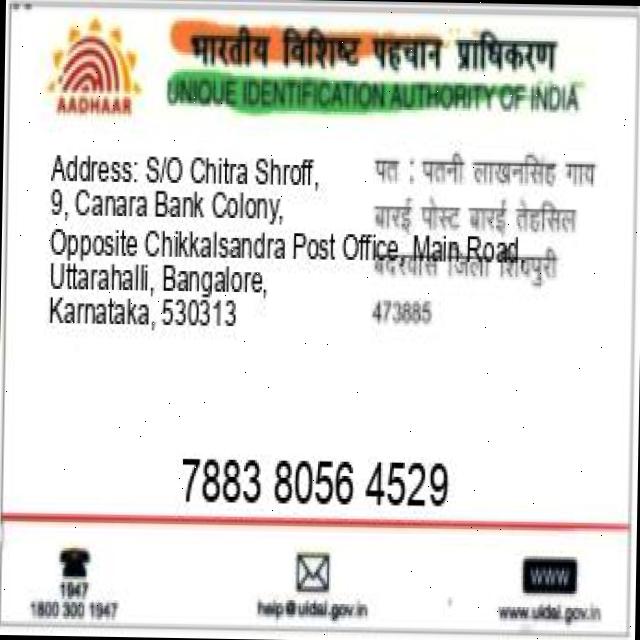 भारतीय विशिष्ट पहचान प्राधिकरण
UNIQUE IDENTIFICATION AUTHORITY OF INDIA
AADHAAR
Address: S/O Chitra Shroff,
9, Canara Bank Colony,
Opposite Chikkalsandra Post Office, Main Road,
Uttarahalli, Bangalore,
Karnataka, 530313
पत : पतनी लाखनसिंह गाय
बारई पोस्ट बारई तेहसिल
बदरवास जिला शिवपुरी
473885
7883 8056 4529
1947
1800 300 1947
help@uidai.gov.in
www
www.uidai.gov.in